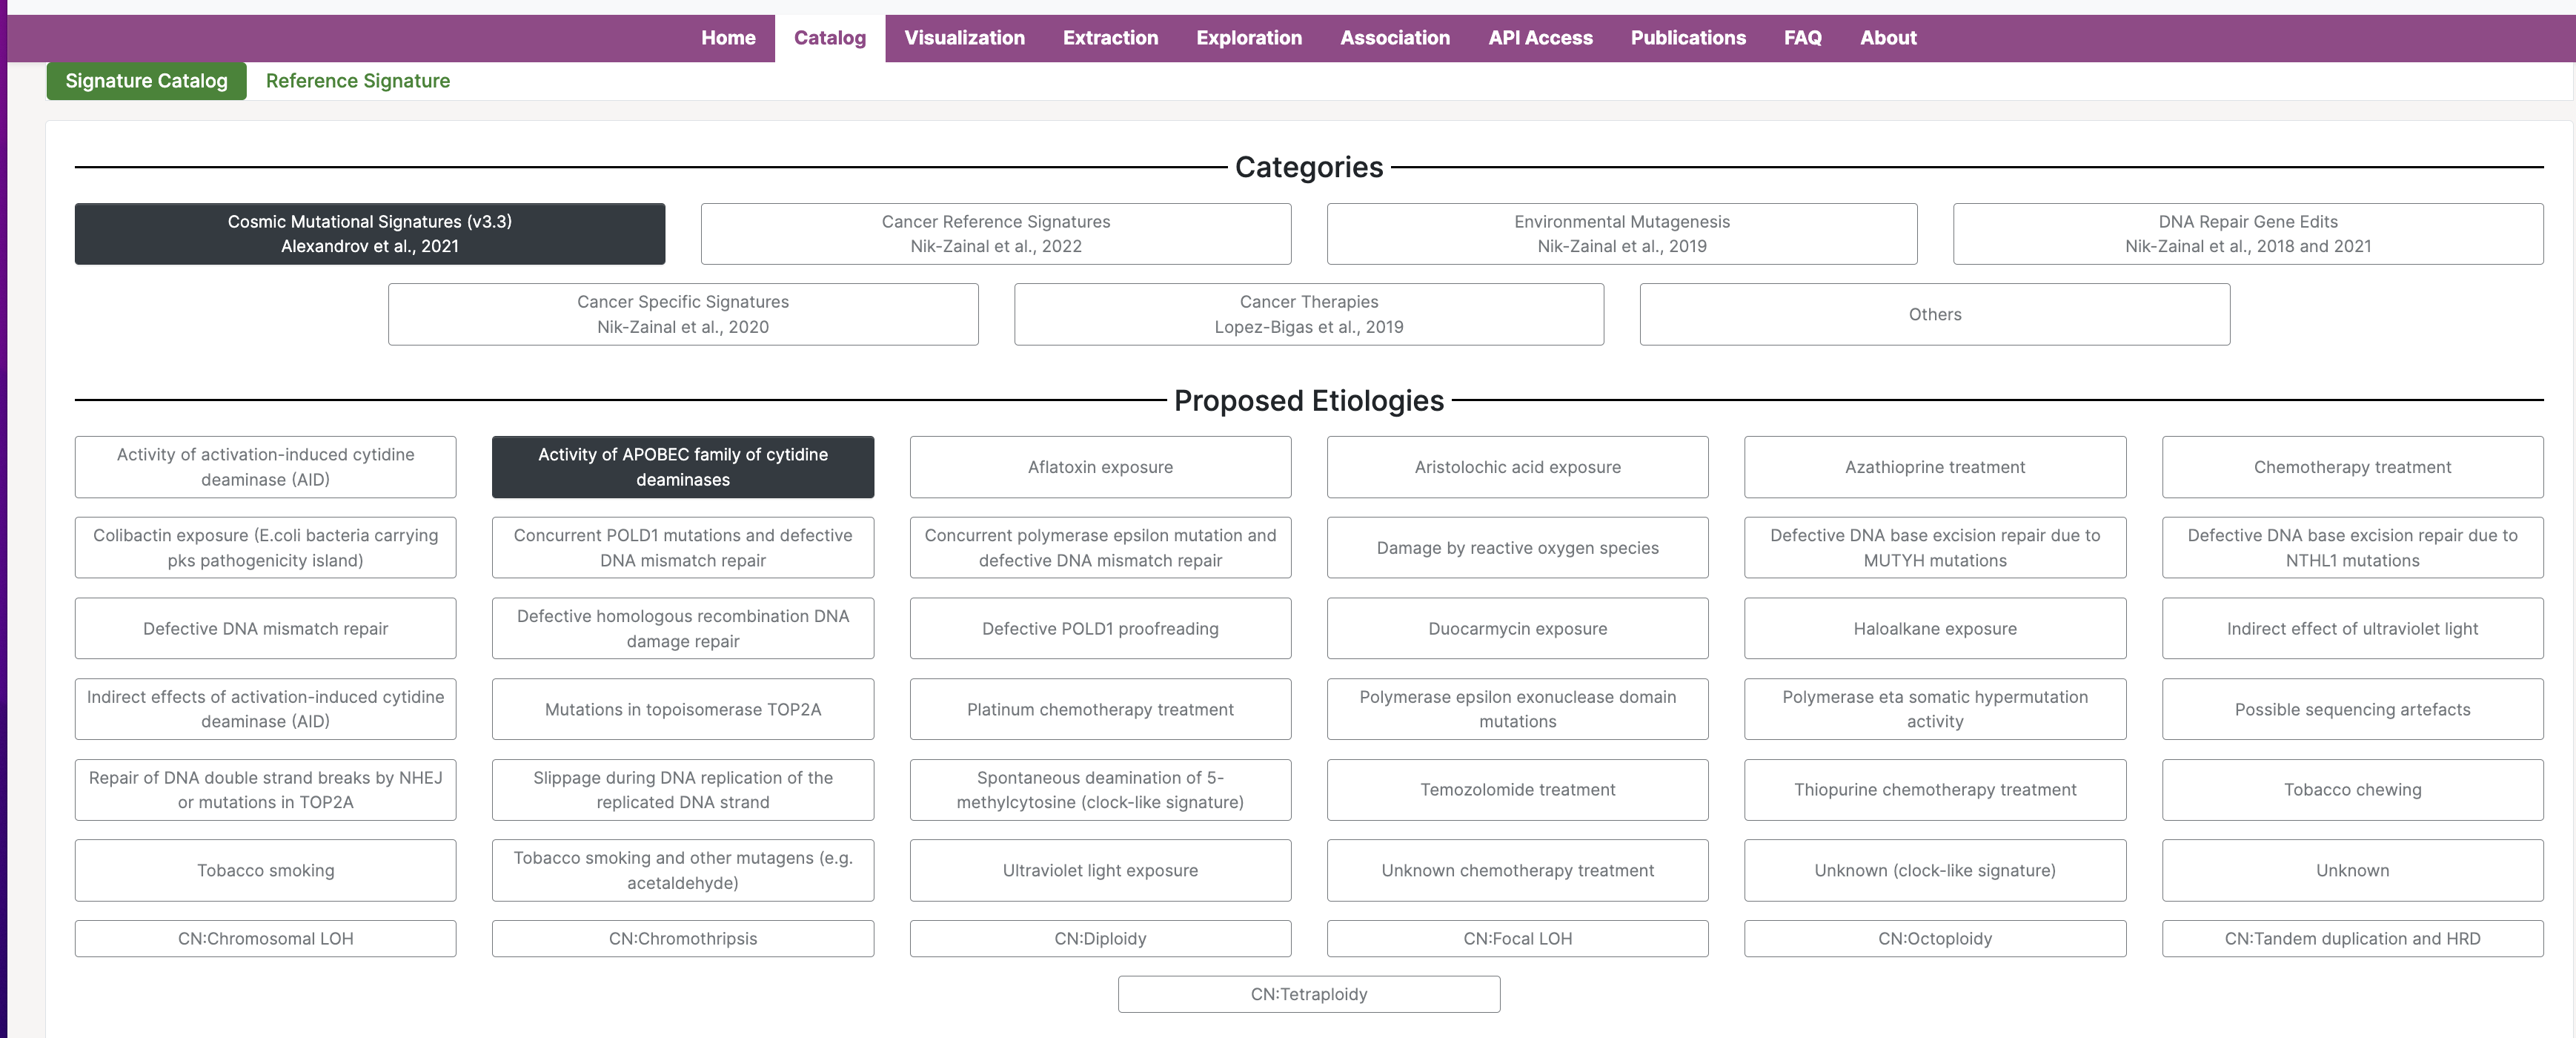 Home Catalog Visualization Extraction Exploration Association API Access Publications FAQ About
Signature Catalog Reference Signature
Categories
Cosmic Mutational Signatures (v3.3)
Alexandrov et al., 2021
Cancer Reference Signatures
Nik-Zainal et al., 2022
Environmental Mutagenesis
Nik-Zainal et al., 2019
DNA Repair Gene Edits
Nik-Zainal et al., 2018 and 2021
Cancer Specific Signatures
Nik-Zainal et al., 2020
Cancer Therapies
Lopez-Bigas et al., 2019
Others
Proposed Etiologies
Activity of activation-induced cytidine
deaminase (AID)
Activity of APOBEC family of cytidine
deaminases
Aflatoxin exposure
Aristolochic acid exposure
Azathioprine treatment
Chemotherapy treatment
Colibactin exposure (E.coli bacteria carrying
pks pathogenicity island)
Concurrent POLD1 mutations and defective
DNA mismatch repair
Concurrent polymerase epsilon mutation and
defective DNA mismatch repair
Damage by reactive oxygen species
Defective DNA base excision repair due to
MUTYH mutations
Defective DNA base excision repair due to
NTHL1 mutations
Defective DNA mismatch repair
Defective homologous recombination DNA
damage repair
Defective POLD1 proofreading
Duocarmycin exposure
Haloalkane exposure
Indirect effect of ultraviolet light
Indirect effects of activation-induced cytidine
deaminase (AID)
Mutations in topoisomerase TOP2A
Platinum chemotherapy treatment
Polymerase epsilon exonuclease domain
mutations
Polymerase eta somatic hypermutation
activity
Possible sequencing artefacts
Repair of DNA double strand breaks by NHEJ
or mutations in TOP2A
Slippage during DNA replication of the
replicated DNA strand
Spontaneous deamination of 5-
methylcytosine (clock-like signature)
Temozolomide treatment
Thiopurine chemotherapy treatment
Tobacco chewing
Tobacco smoking
Tobacco smoking and other mutagens (e.g.
acetaldehyde)
Ultraviolet light exposure
Unknown chemotherapy treatment
Unknown (clock-like signature)
Unknown
CN:Chromosomal LOH
CN:Chromothripsis
CN:Diploidy
CN:Focal LOH
CN:Octoploidy
CN:Tandem duplication and HRD
CN:Tetraploidy